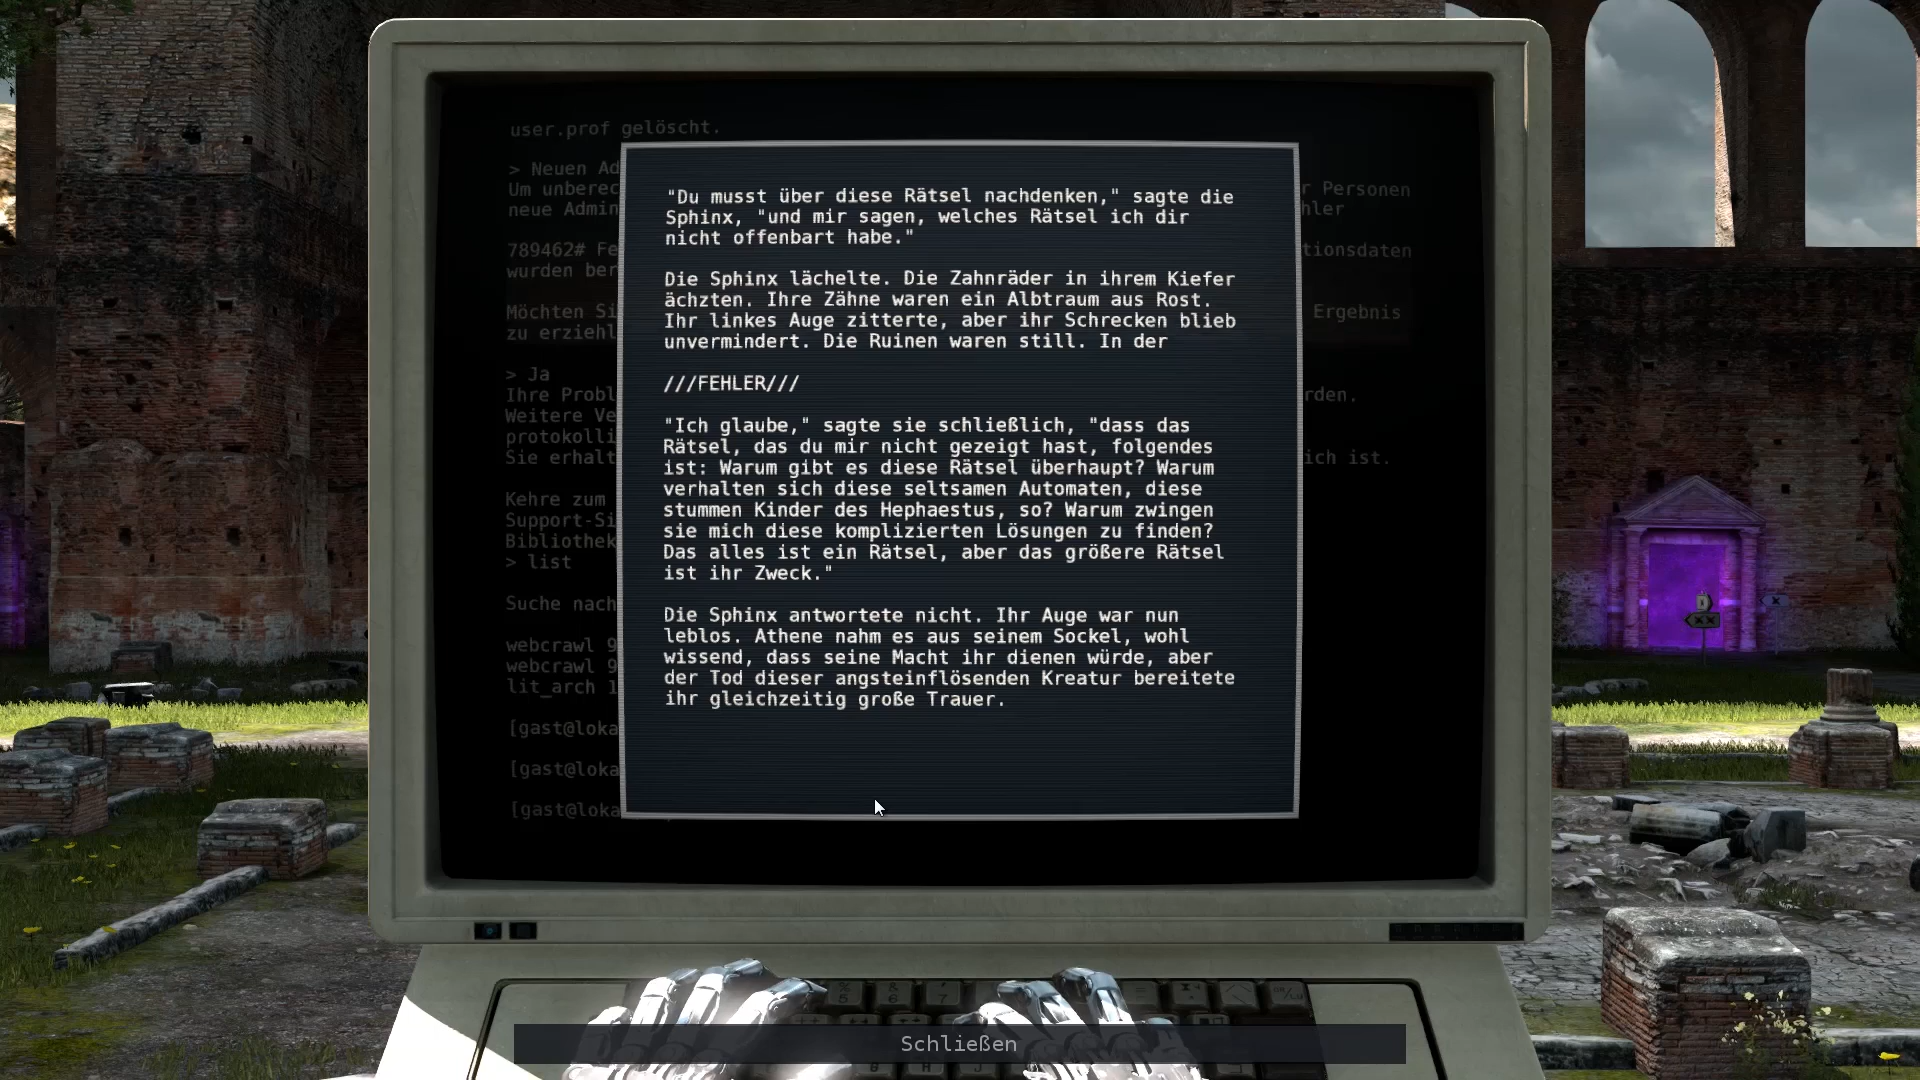 user.prof gelöscht.
> Neuen Ad
Um unberec
r Personen
neue Admin
hler
789462# Fe
tionsdaten
wurden ber
Möchten Si
Ergebnis
zu erziehl
> Ja
Ihre Probl
rden.
Weitere Ve
protokolli
Sie erhalt
ich ist.
Kehre zum
Support-Si
Bibliothek
> list
Suche nach
webcrawl 9
webcrawl 9
lit_arch 1
[gast@loka
[gast@loka
[gast@loka
"Du musst über diese Rätsel nachdenken," sagte die
Sphinx, "und mir sagen, welches Rätsel ich dir
nicht offenbart habe."
Die Sphinx lächelte. Die Zahnräder in ihrem Kiefer
ächzten. Ihre Zähne waren ein Albtraum aus Rost.
Ihr linkes Auge zitterte, aber ihr Schrecken blieb
unvermindert. Die Ruinen waren still. In der
///FEHLER///
"Ich glaube," sagte sie schließlich, "dass das
Rätsel, das du mir nicht gezeigt hast, folgendes
ist: Warum gibt es diese Rätsel überhaupt? Warum
verhalten sich diese seltsamen Automaten, diese
stummen Kinder des Hephaestus, so? Warum zwingen
sie mich diese komplizierten Lösungen zu finden?
Das alles ist ein Rätsel, aber das größere Rätsel
ist ihr Zweck."
Die Sphinx antwortete nicht. Ihr Auge war nun
leblos. Athene nahm es aus seinem Sockel, wohl
wissend, dass seine Macht ihr dienen würde, aber
der Tod dieser angsteinflösenden Kreatur bereitete
ihr gleichzeitig große Trauer.
Schließen